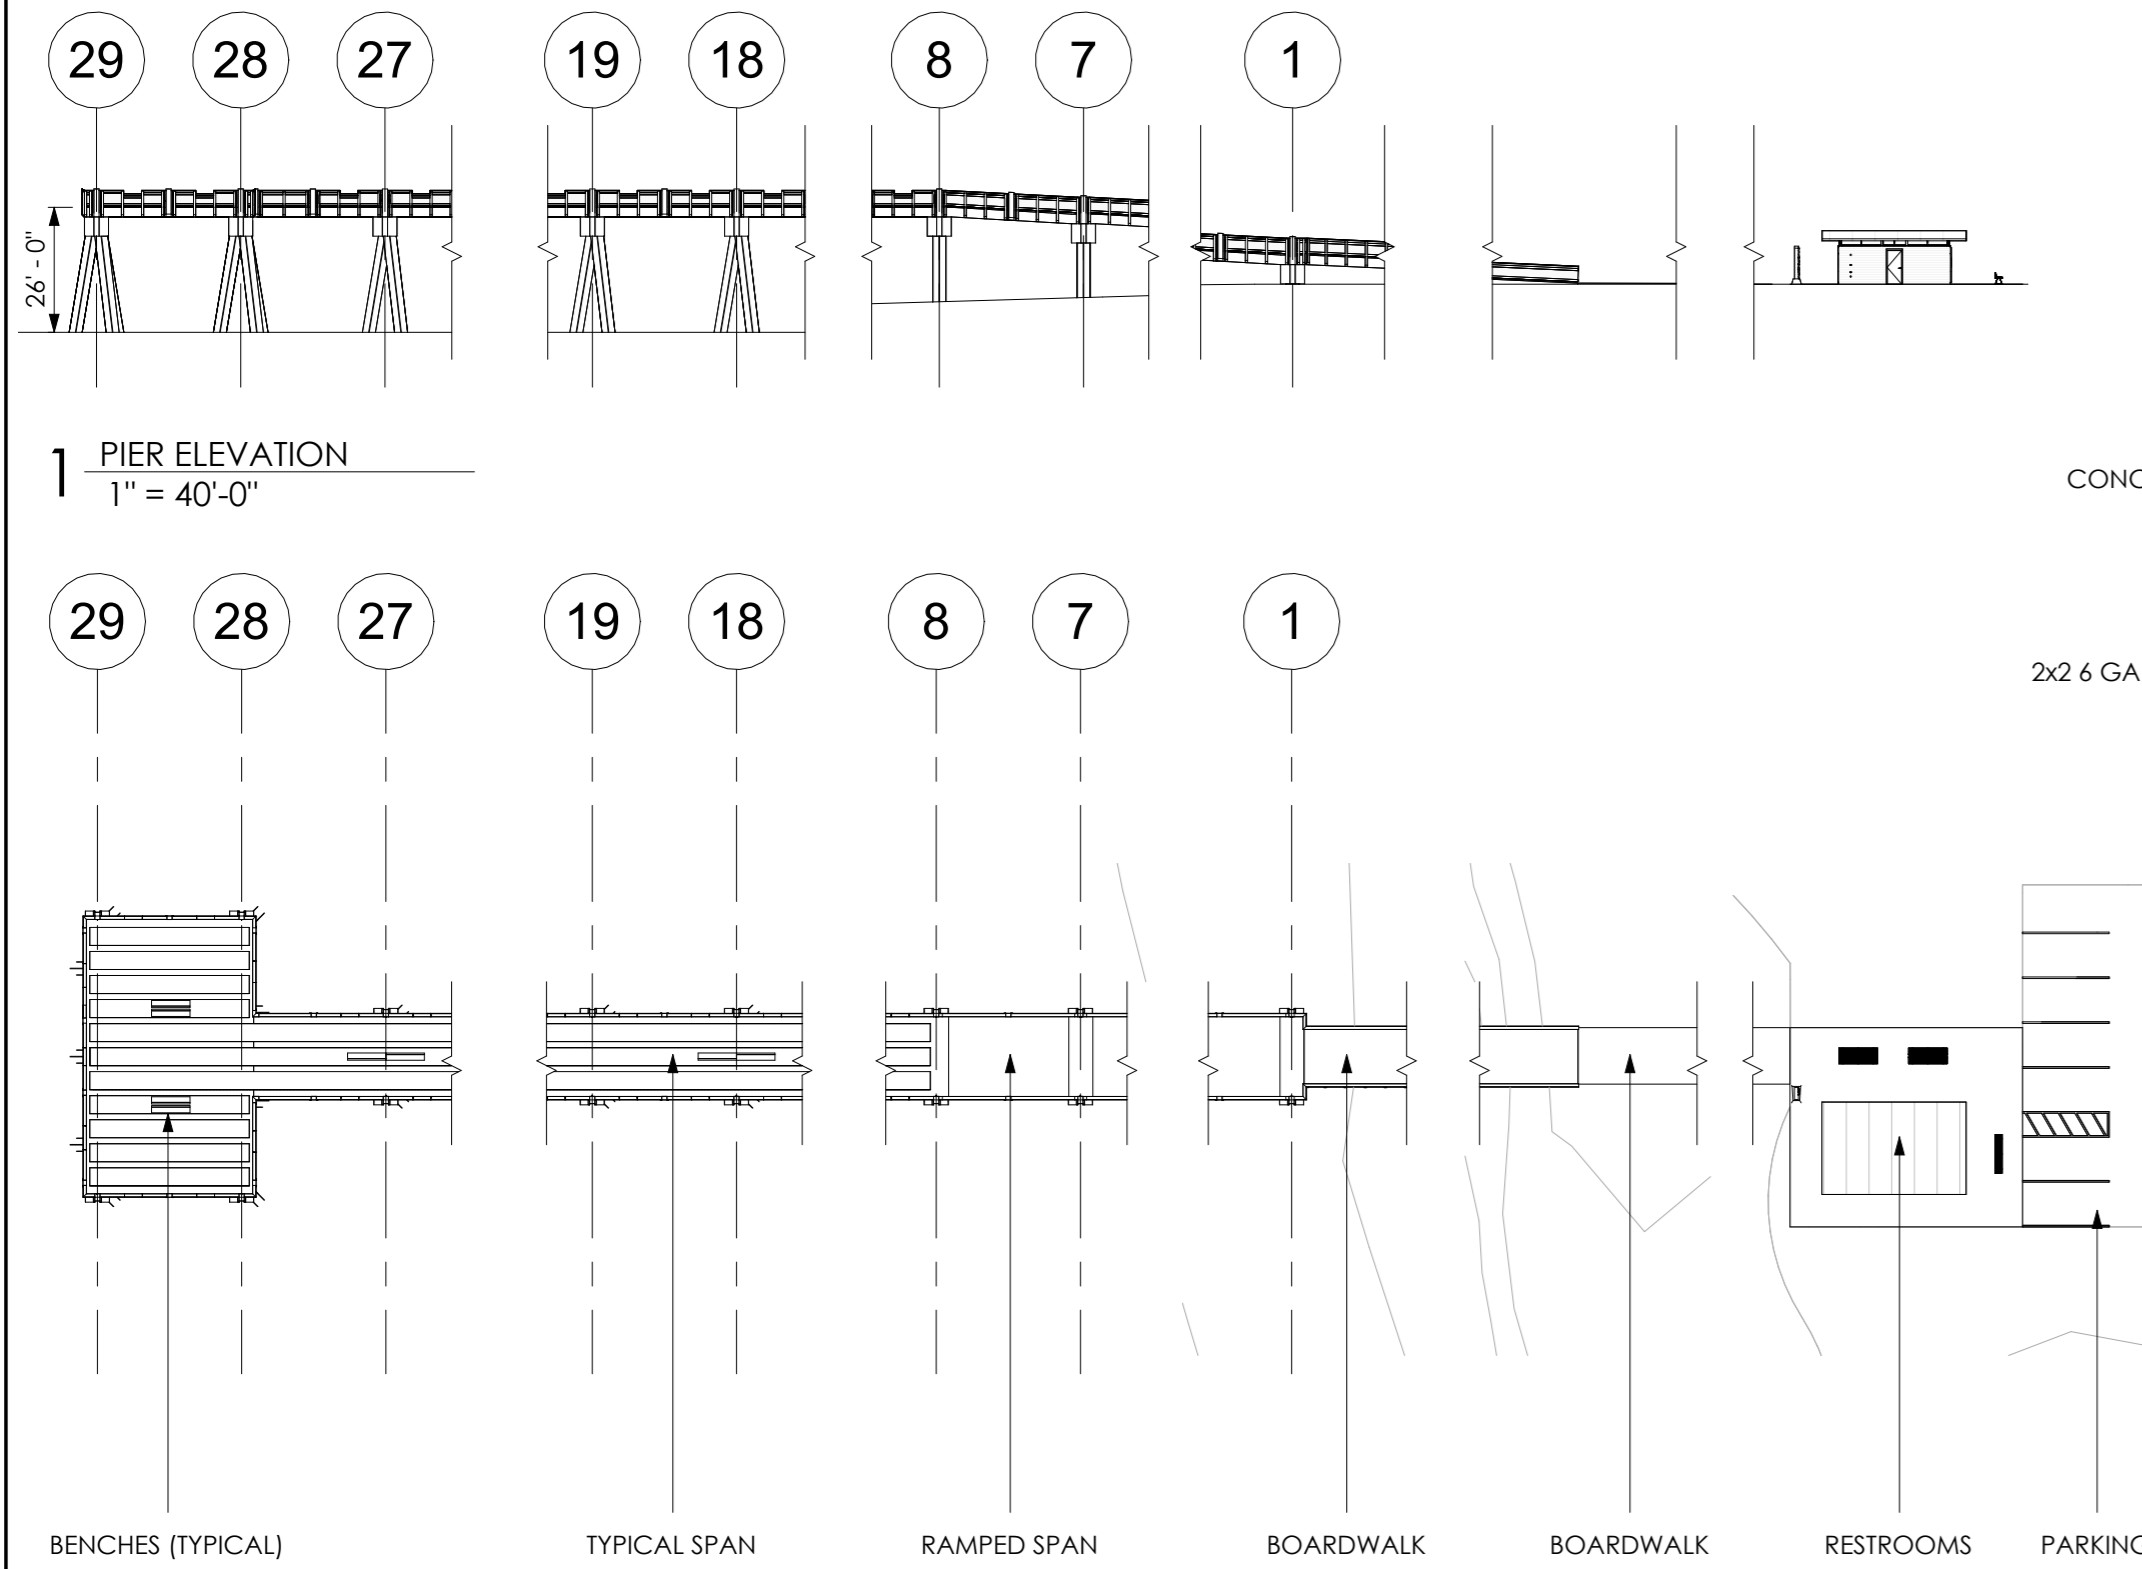 29 28 27 19 18 8 7 1
26' - 0"
1 PIER ELEVATION
1" = 40'-0"
CONC
29 28 27 19 18 8 7 1
2x2 6 GA
BENCHES (TYPICAL) TYPICAL SPAN RAMPED SPAN BOARDWALK BOARDWALK RESTROOMS PARKING